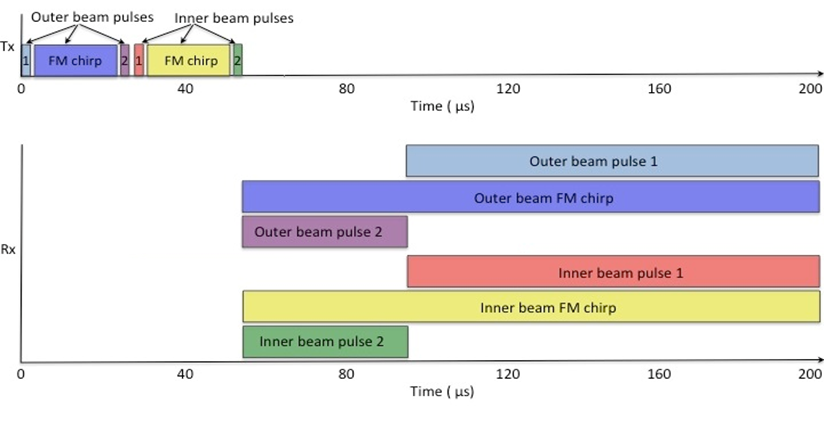 Outer beam pulses Inner beam pulses
Tx 1 FM chirp 2 1 FM chirp 2
0 40 80 120 160 200
Time ( µs)
Outer beam pulse 1
Outer beam FM chirp
Outer beam pulse 2
Rx
Inner beam pulse 1
Inner beam FM chirp
Inner beam pulse 2
0 40 80 120 160 200
Time ( µs)